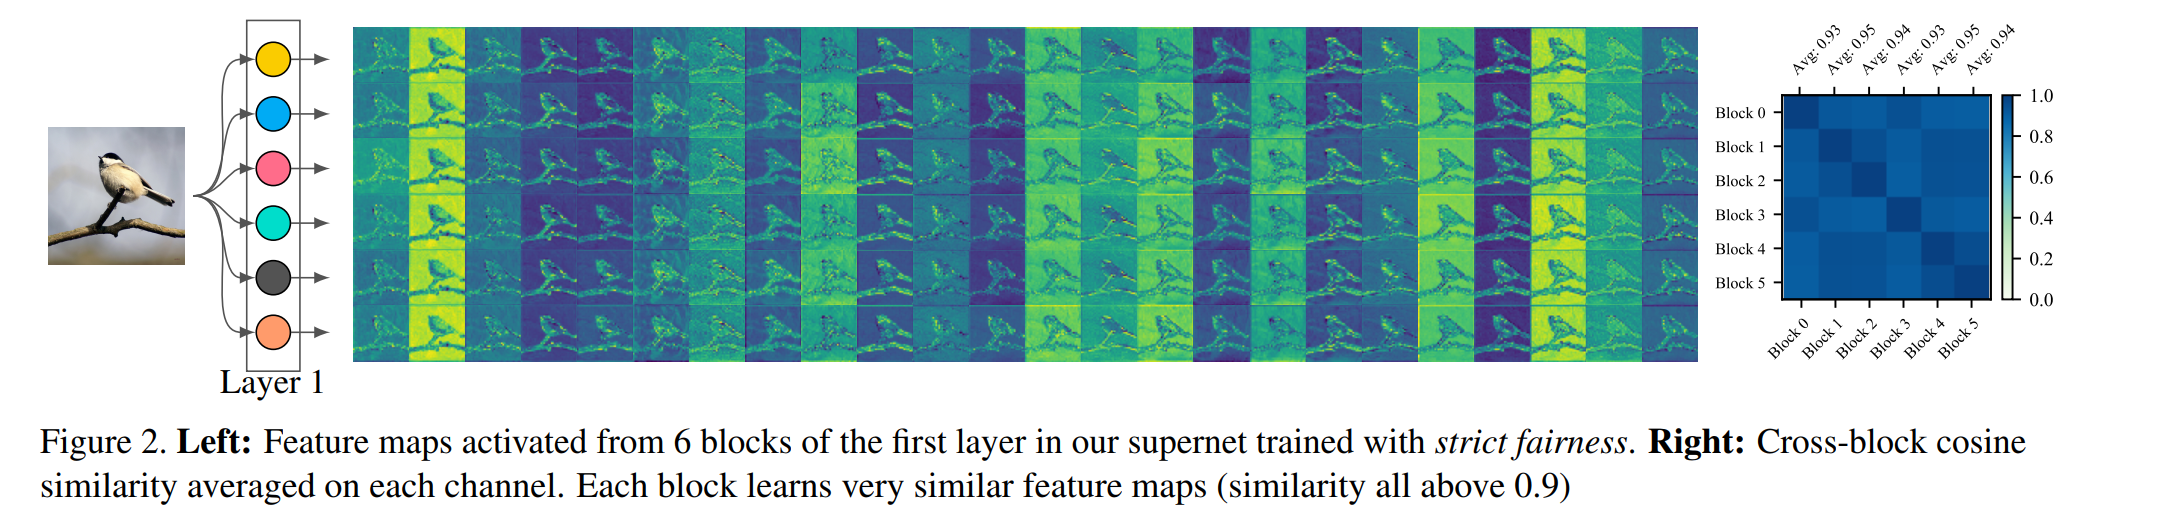 Layer 1
Avg: 0.93
Avg: 0.95
Avg: 0.94
Avg: 0.93
Avg: 0.95
Avg: 0.94
Block 0
Block 1
Block 2
Block 3
Block 4
Block 5
Block 0
Block 1
Block 2
Block 3
Block 4
Block 5
1.0
0.8
0.6
0.4
0.2
0.0
Figure 2. Left: Feature maps activated from 6 blocks of the first layer in our supernet trained with strict fairness. Right: Cross-block cosine
similarity averaged on each channel. Each block learns very similar feature maps (similarity all above 0.9)